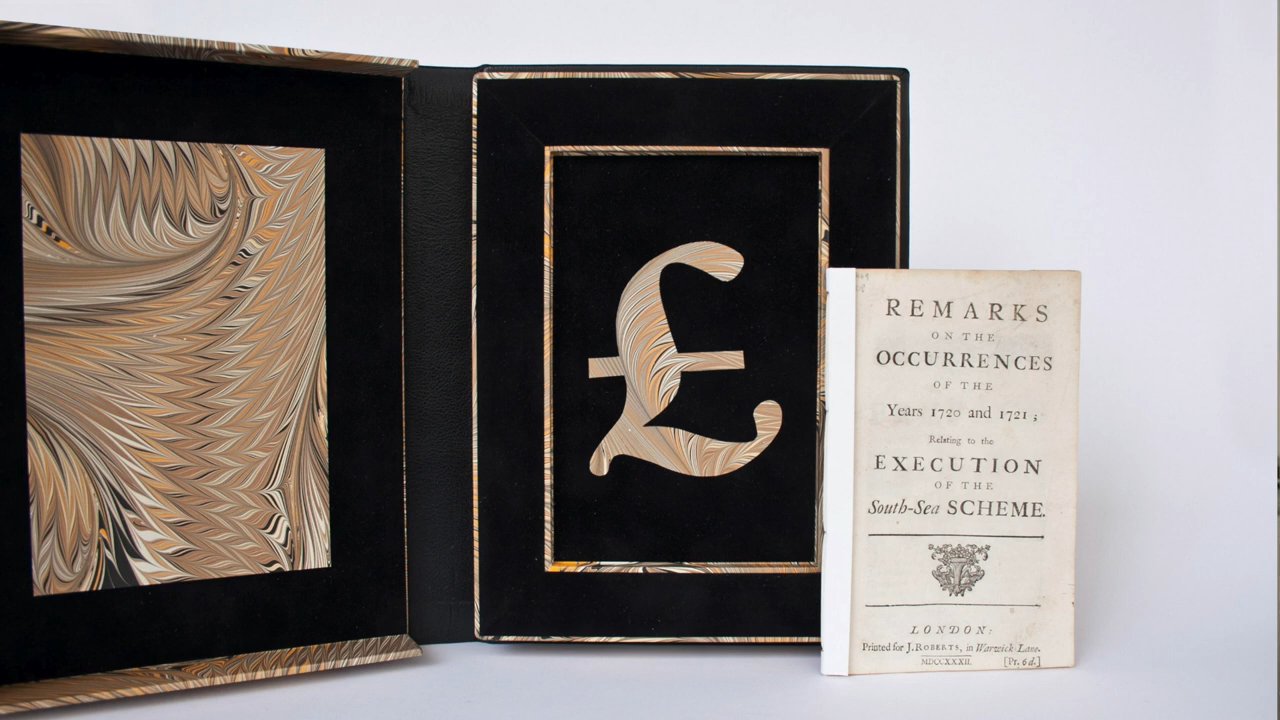 £
REMARKS
ON THE
OCCURRENCES
OF THE
Years 1720 and 1721;
Relating to the
EXECUTION
OF THE
South-Sea SCHEME.
LONDON:
Printed for J. ROBERTS, in Warwick Lane.
MDCCXXXII. [Pr. 6d.]